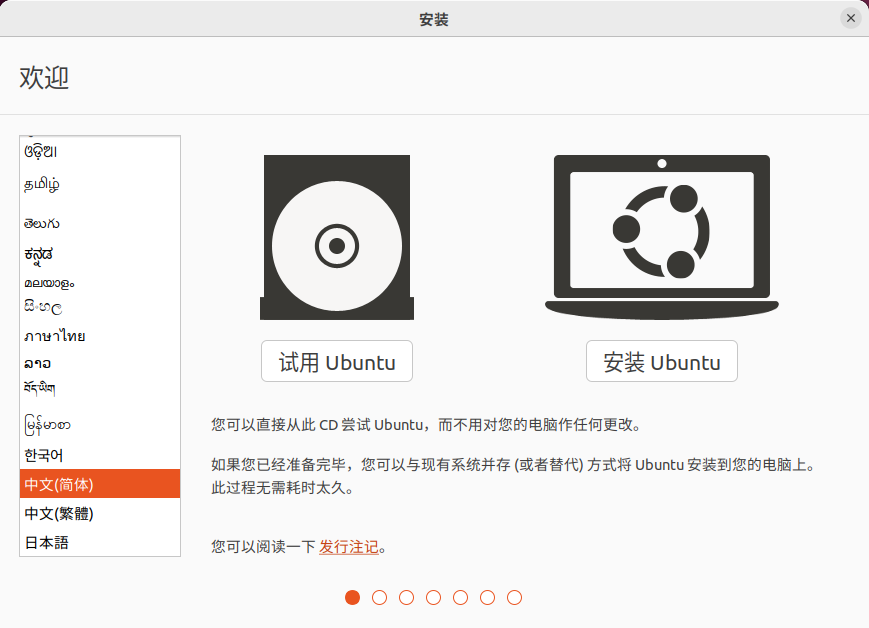 安装
欢迎
ଓଡ଼ିଆ
தமிழ்
తెలుగు
ಕನ್ನಡ
മലയാളം
සිංහල
ภาษาไทย
ລາວ
བོད་ཡིག
မြန်မာစာ
한국어
中文(简体)
中文(繁體)
日本語
试用 Ubuntu
安装 Ubuntu
您可以直接从此 CD 尝试 Ubuntu，而不用对您的电脑作任何更改。
如果您已经准备完毕，您可以与现有系统并存 (或者替代) 方式将 Ubuntu 安装到您的电脑上。
此过程无需耗时太久。
您可以阅读一下 发行注记。